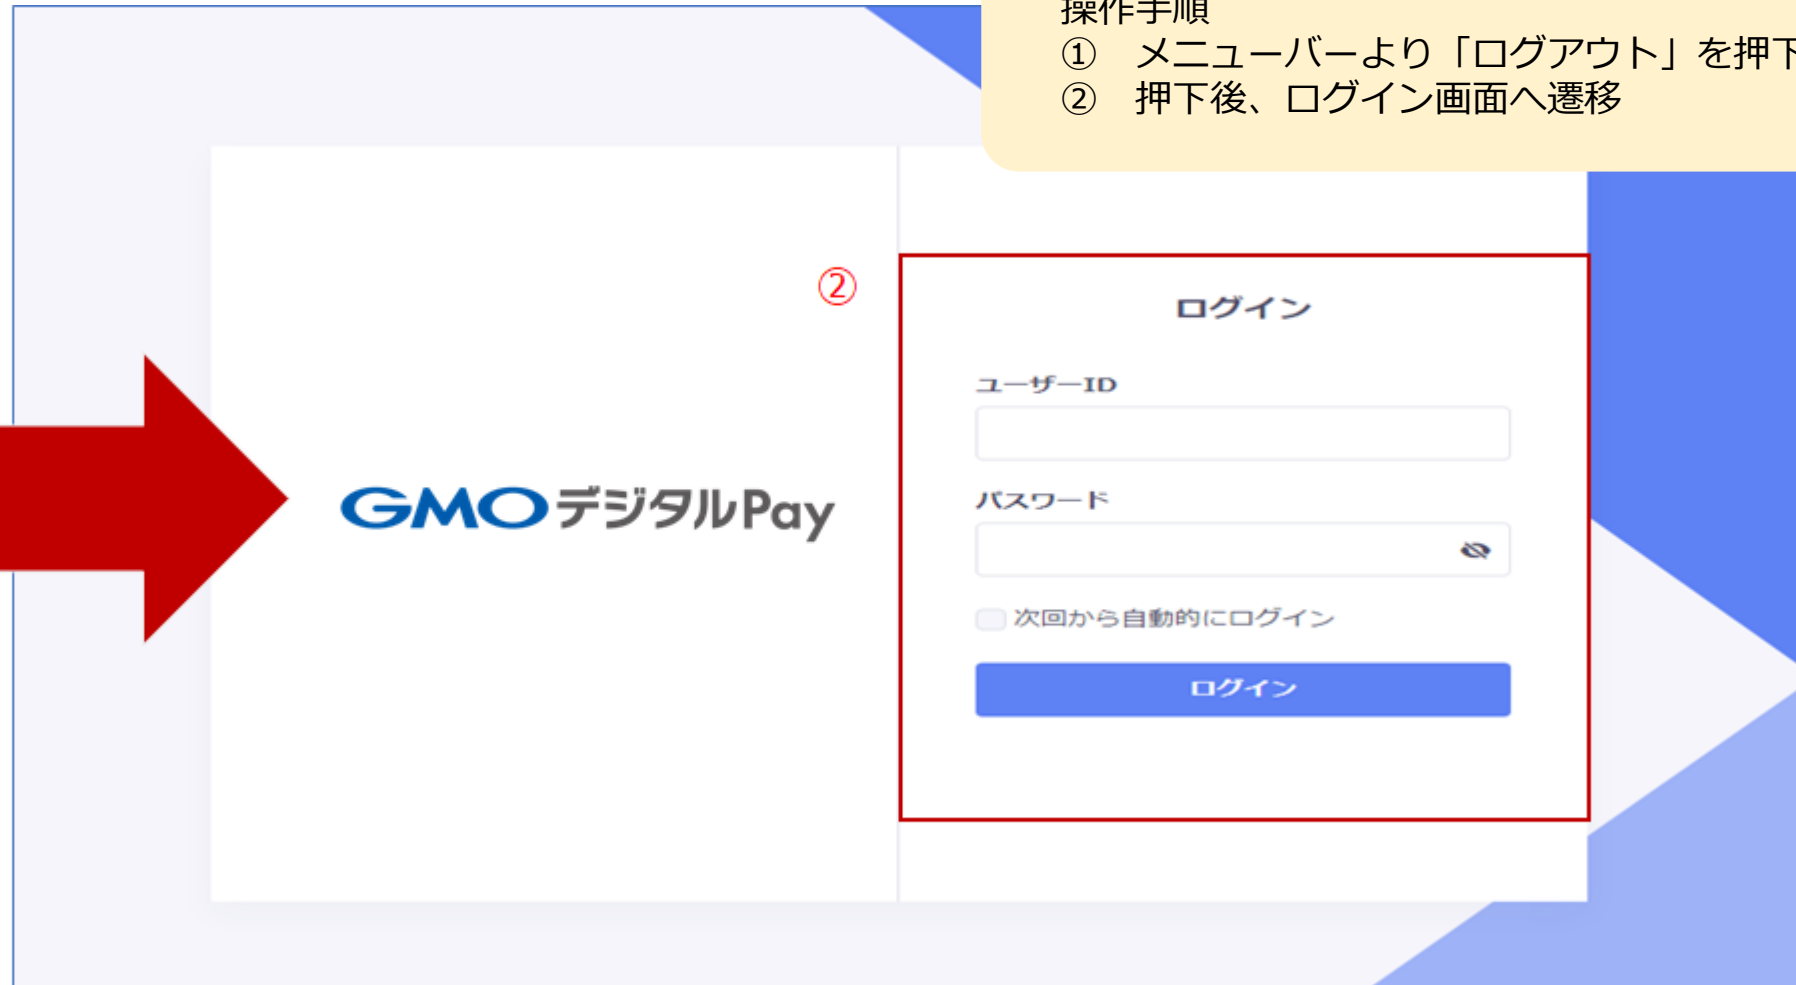 操作手順
① メニューバーより「ログアウト」を押下
② 押下後、ログイン画面へ遷移
②
ログイン
ユーザーID
GMOデジタルPay
パスワード
次回から自動的にログイン
ログイン